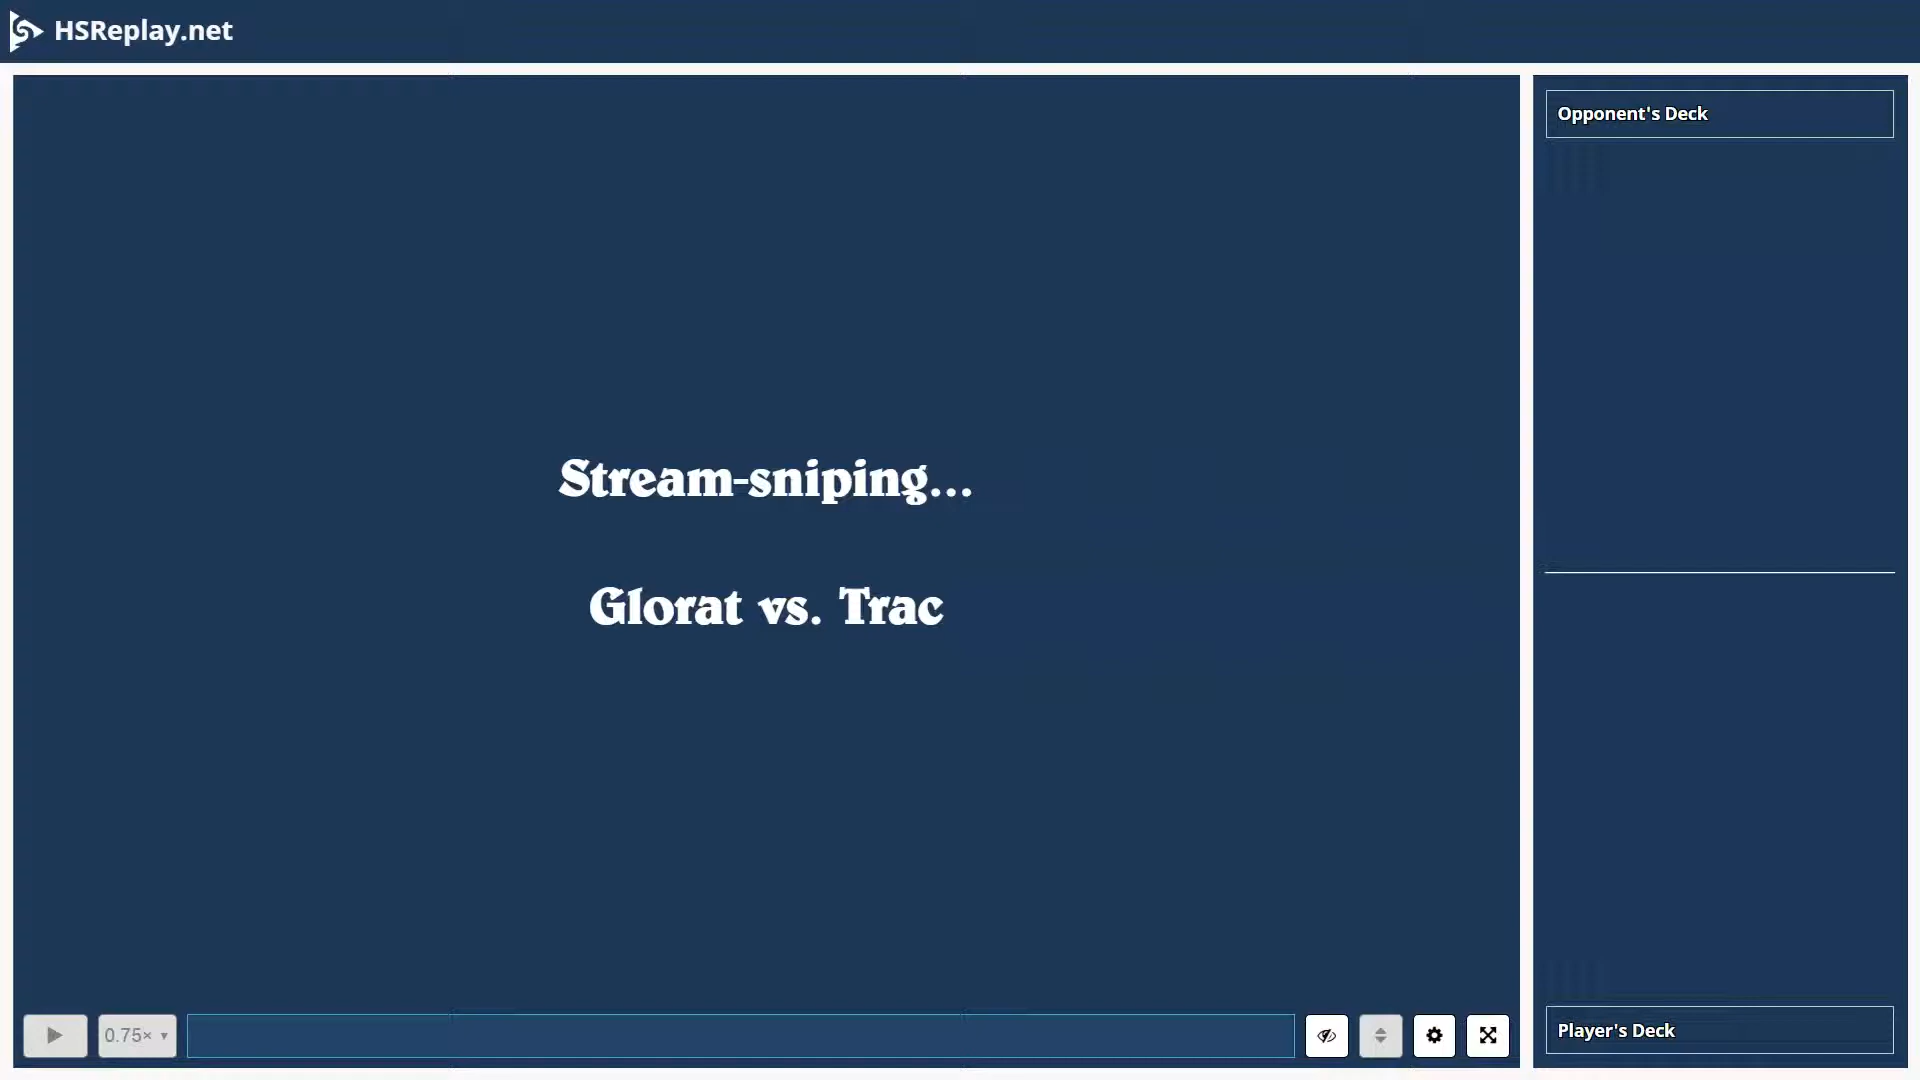 HSReplay.net
Opponent's Deck
Stream-sniping...
Glorat vs. Trac
0.75×
Player's Deck